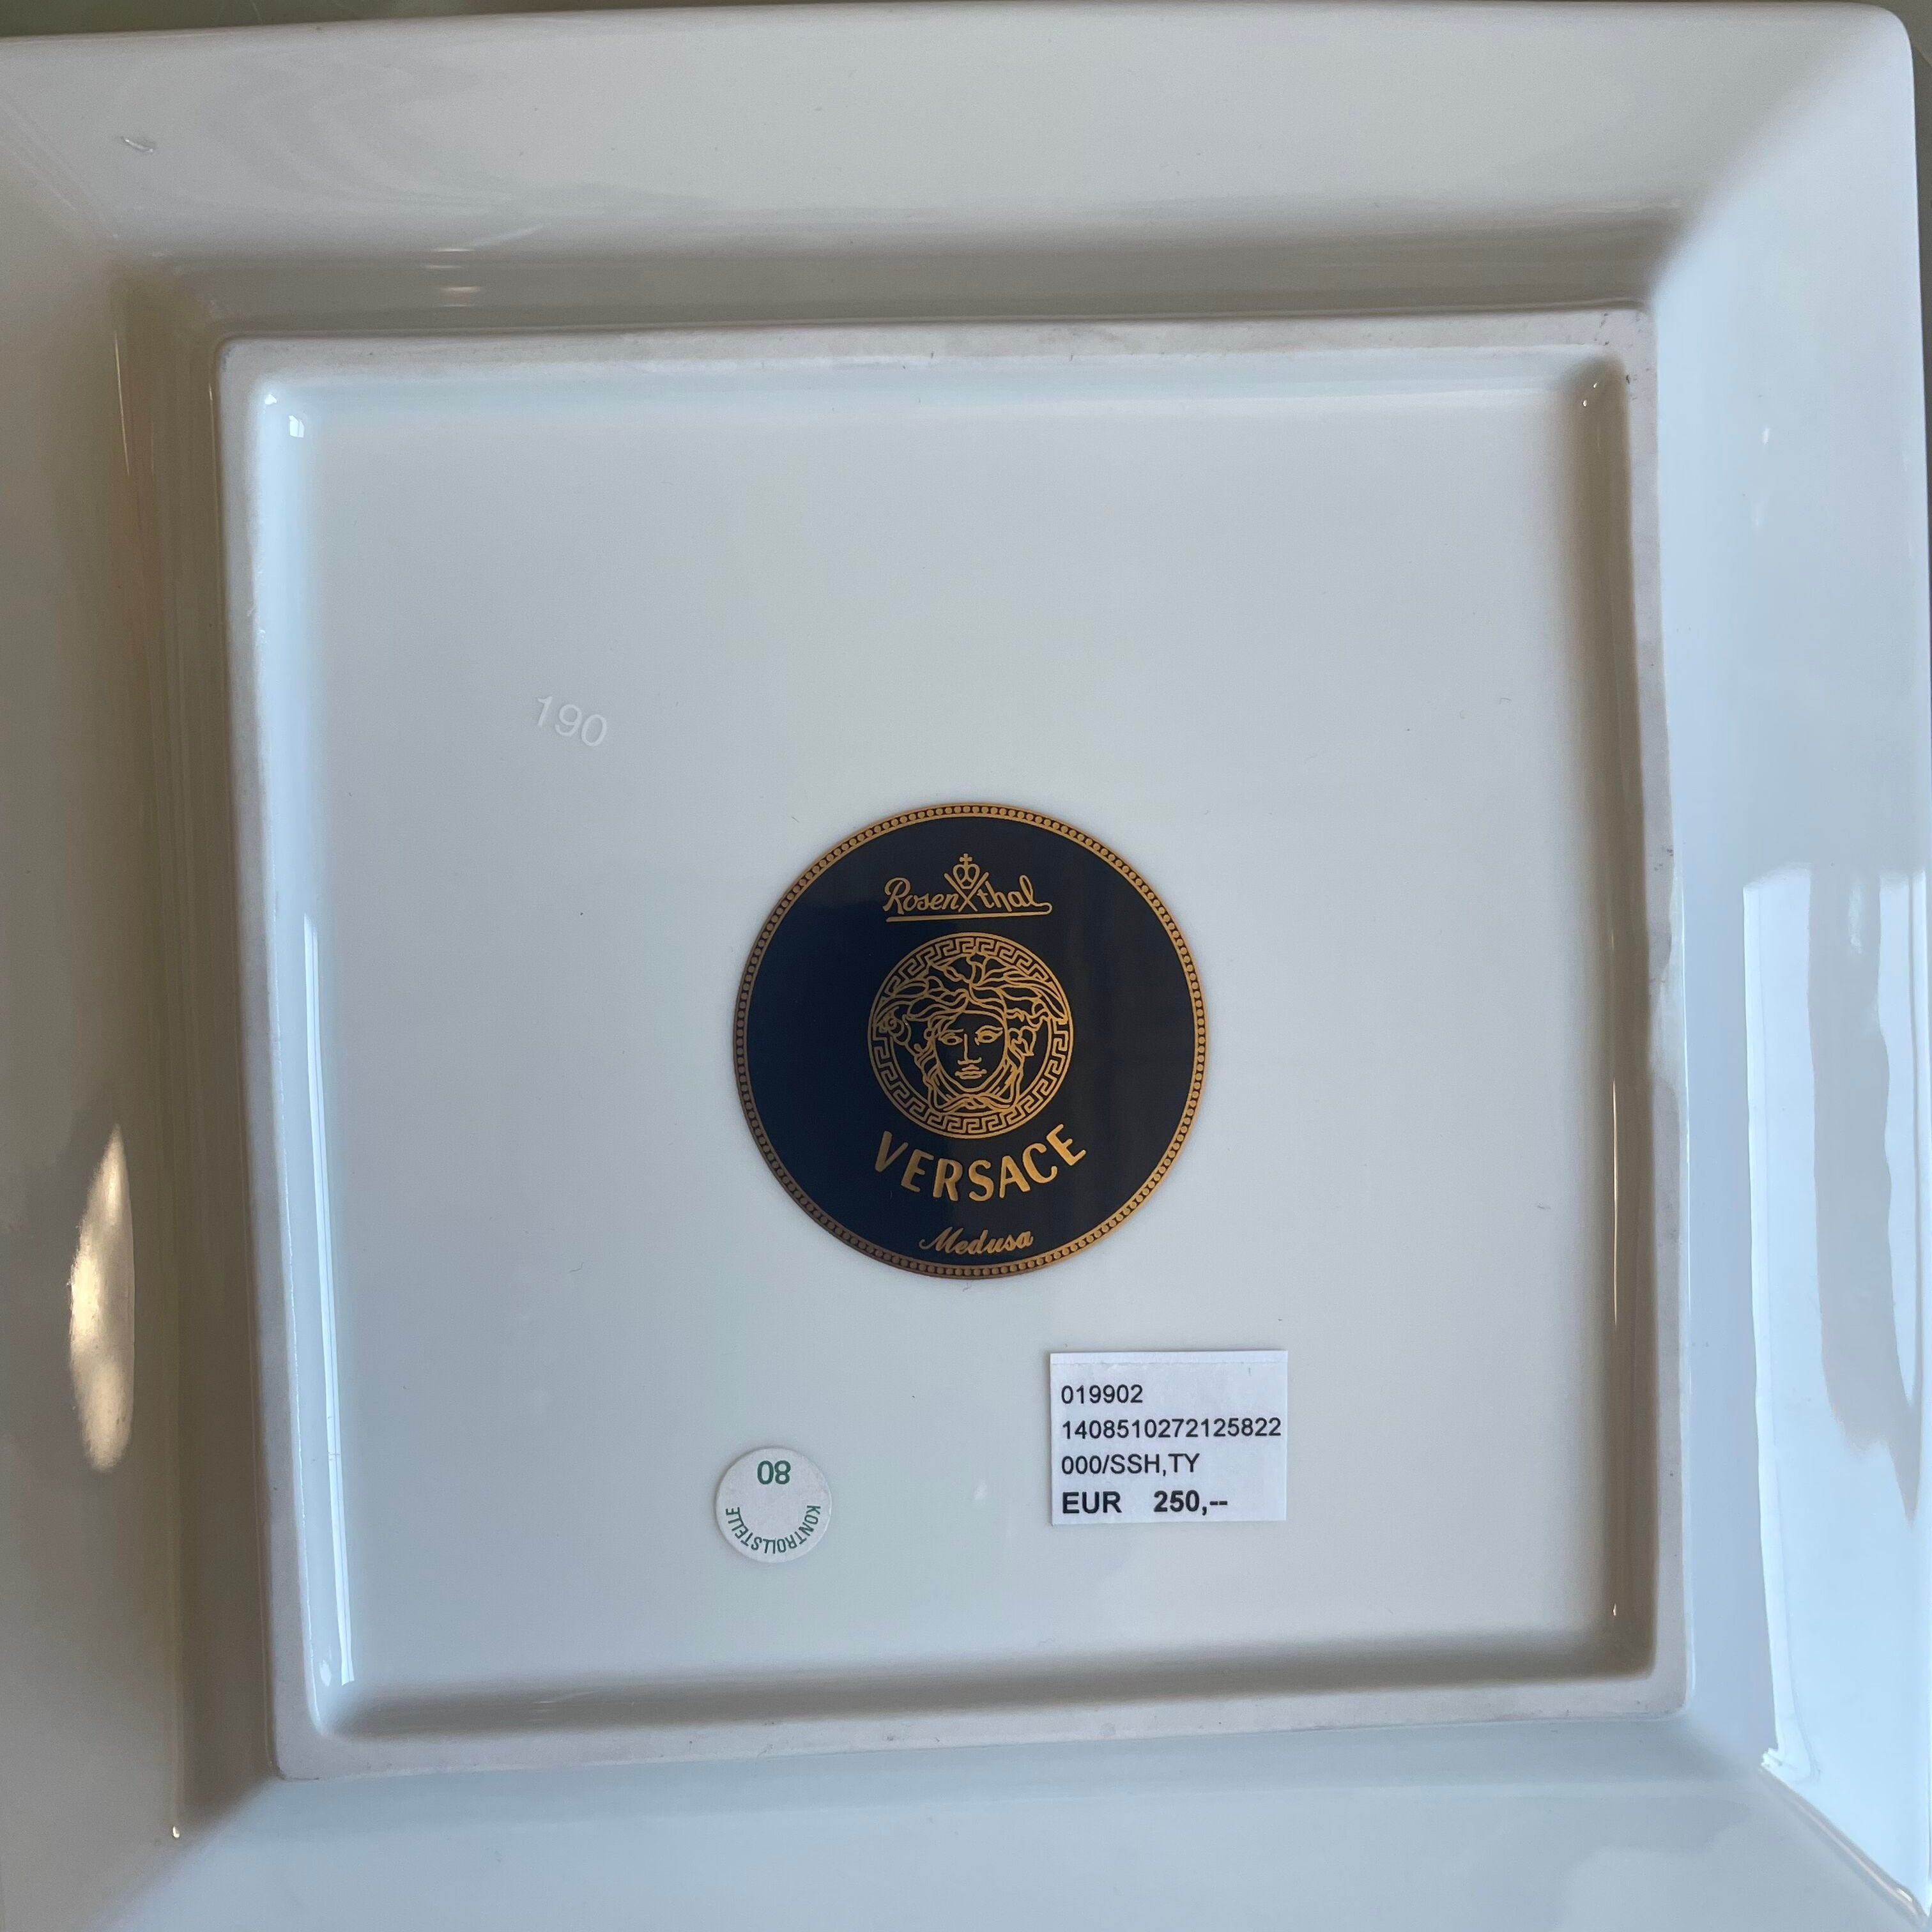 190
Rosenthal
VERSACE
Medusa
019902
1408510272125822
000/SSH,TY
EUR 250,--
08
KONTROLLSTELLE